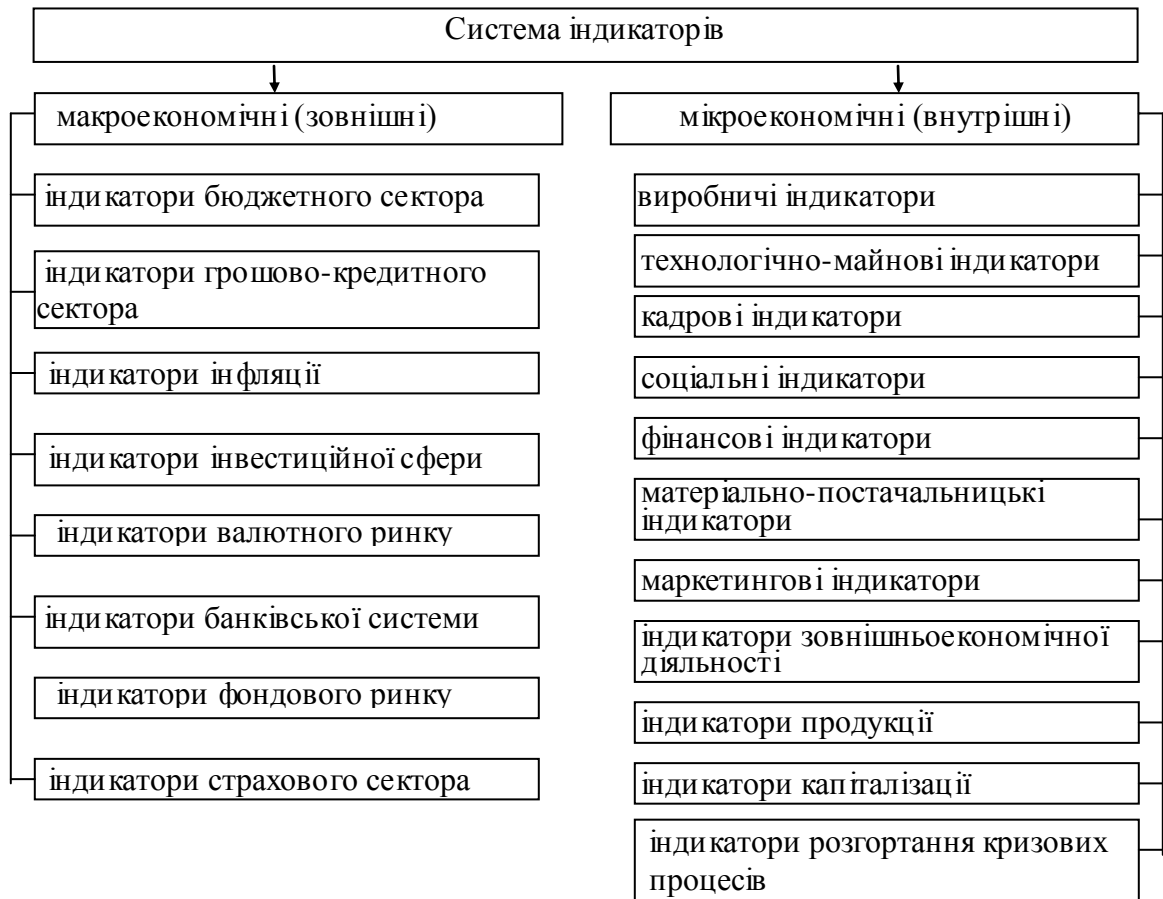 Система індикаторів
макроекономічні (зовнішні)
індикатори бюджетного сектора
індикатори грошово-кредитного
сектора
індикатори інфляції
індикатори інвестиційної сфери
індикатори валютного ринку
індикатори банківської системи
індикатори фондового ринку
індикатори страхового сектора
мікроекономічні (внутрішні)
виробничі індикатори
технологічно-майнові індикатори
кадрові індикатори
соціальні індикатори
фінансові індикатори
матеріально-постачальницькі
індикатори
маркетингові індикатори
індикатори зовнішньоекономічної
діяльності
індикатори продукції
індикатори капіталізації
індикатори розгортання кризових
процесів